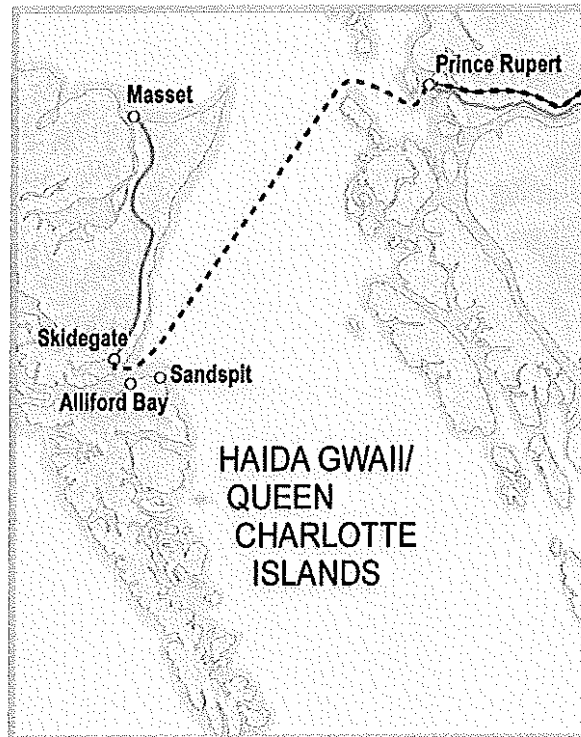 Prince Rupert
Masset
Skidegate
Sandspit
Alliford Bay
HAIDA GWAII/
QUEEN
CHARLOTTE
ISLANDS